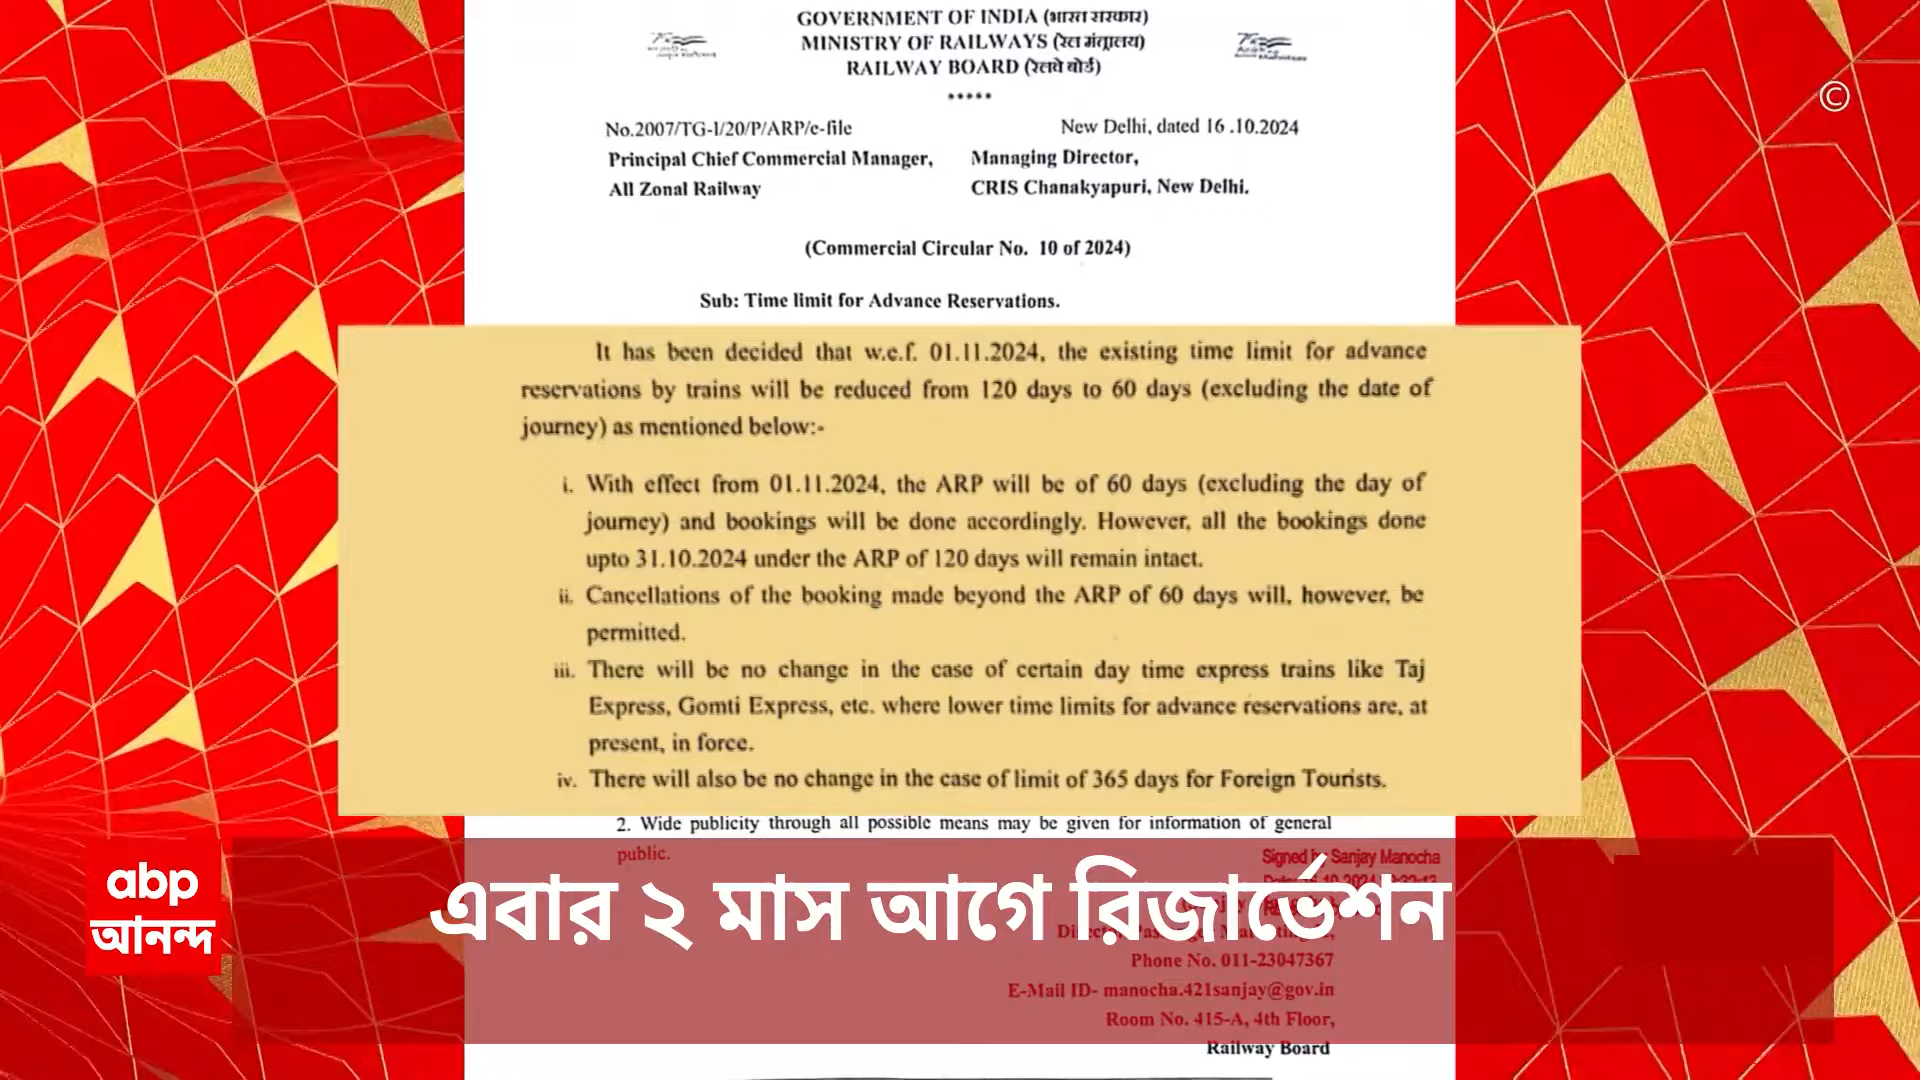 GOVERNMENT OF INDIA (भारत सरकार)
MINISTRY OF RAILWAYS (रेल मंत्रालय)
RAILWAY BOARD (रेलवे बोर्ड)
*****
No.2007/TG-I/20/P/ARP/e-file
New Delhi, dated 16 .10.2024
Principal Chief Commercial Manager,
All Zonal Railway
Managing Director,
CRIS Chanakyapuri, New Delhi.
(Commercial Circular No. 10 of 2024)
Sub: Time limit for Advance Reservations.
It has been decided that w.e.f. 01.11.2024, the existing time limit for advance
reservations by trains will be reduced from 120 days to 60 days (excluding the date of
journey) as mentioned below:-
i. With effect from 01.11.2024, the ARP will be of 60 days (excluding the day of
journey) and bookings will be done accordingly. However, all the bookings done
upto 31.10.2024 under the ARP of 120 days will remain intact.
ii. Cancellations of the booking made beyond the ARP of 60 days will, however, be
permitted.
iii. There will be no change in the case of certain day time express trains like Taj
Express, Gomti Express, etc. where lower time limits for advance reservations are, at
present, in force.
iv. There will also be no change in the case of limit of 365 days for Foreign Tourists.
2. Wide publicity through all possible means may be given for information of general
public.
Signed by Sanjay Manocha
এবার ২ মাস আগে রিজার্ভেশন
Phone No. 011-23047367
E-Mail ID- manocha.421sanjay@gov.in
Room No. 415-A, 4th Floor,
Railway Board
abp
আনন্দ
©